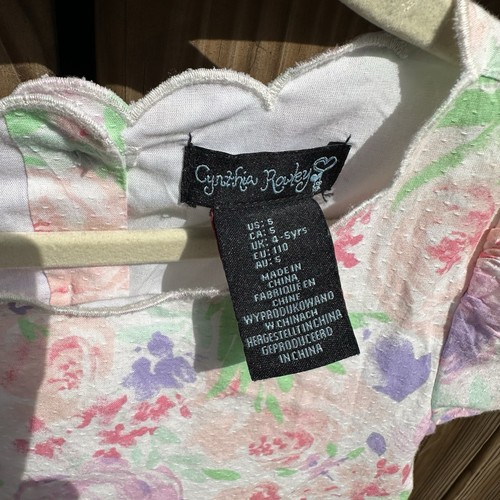 Cynthia Rowley
US: 5
CA: 5
UK: 4-5yrs
EU: 110
AU: 5
MADE IN
CHINA
FABRIQUÉ EN
CHINE
WYPRODUKOWANO
W CHINACH
HERGESTELLT IN CHINA
GEPRODUCEERD
IN CHINA